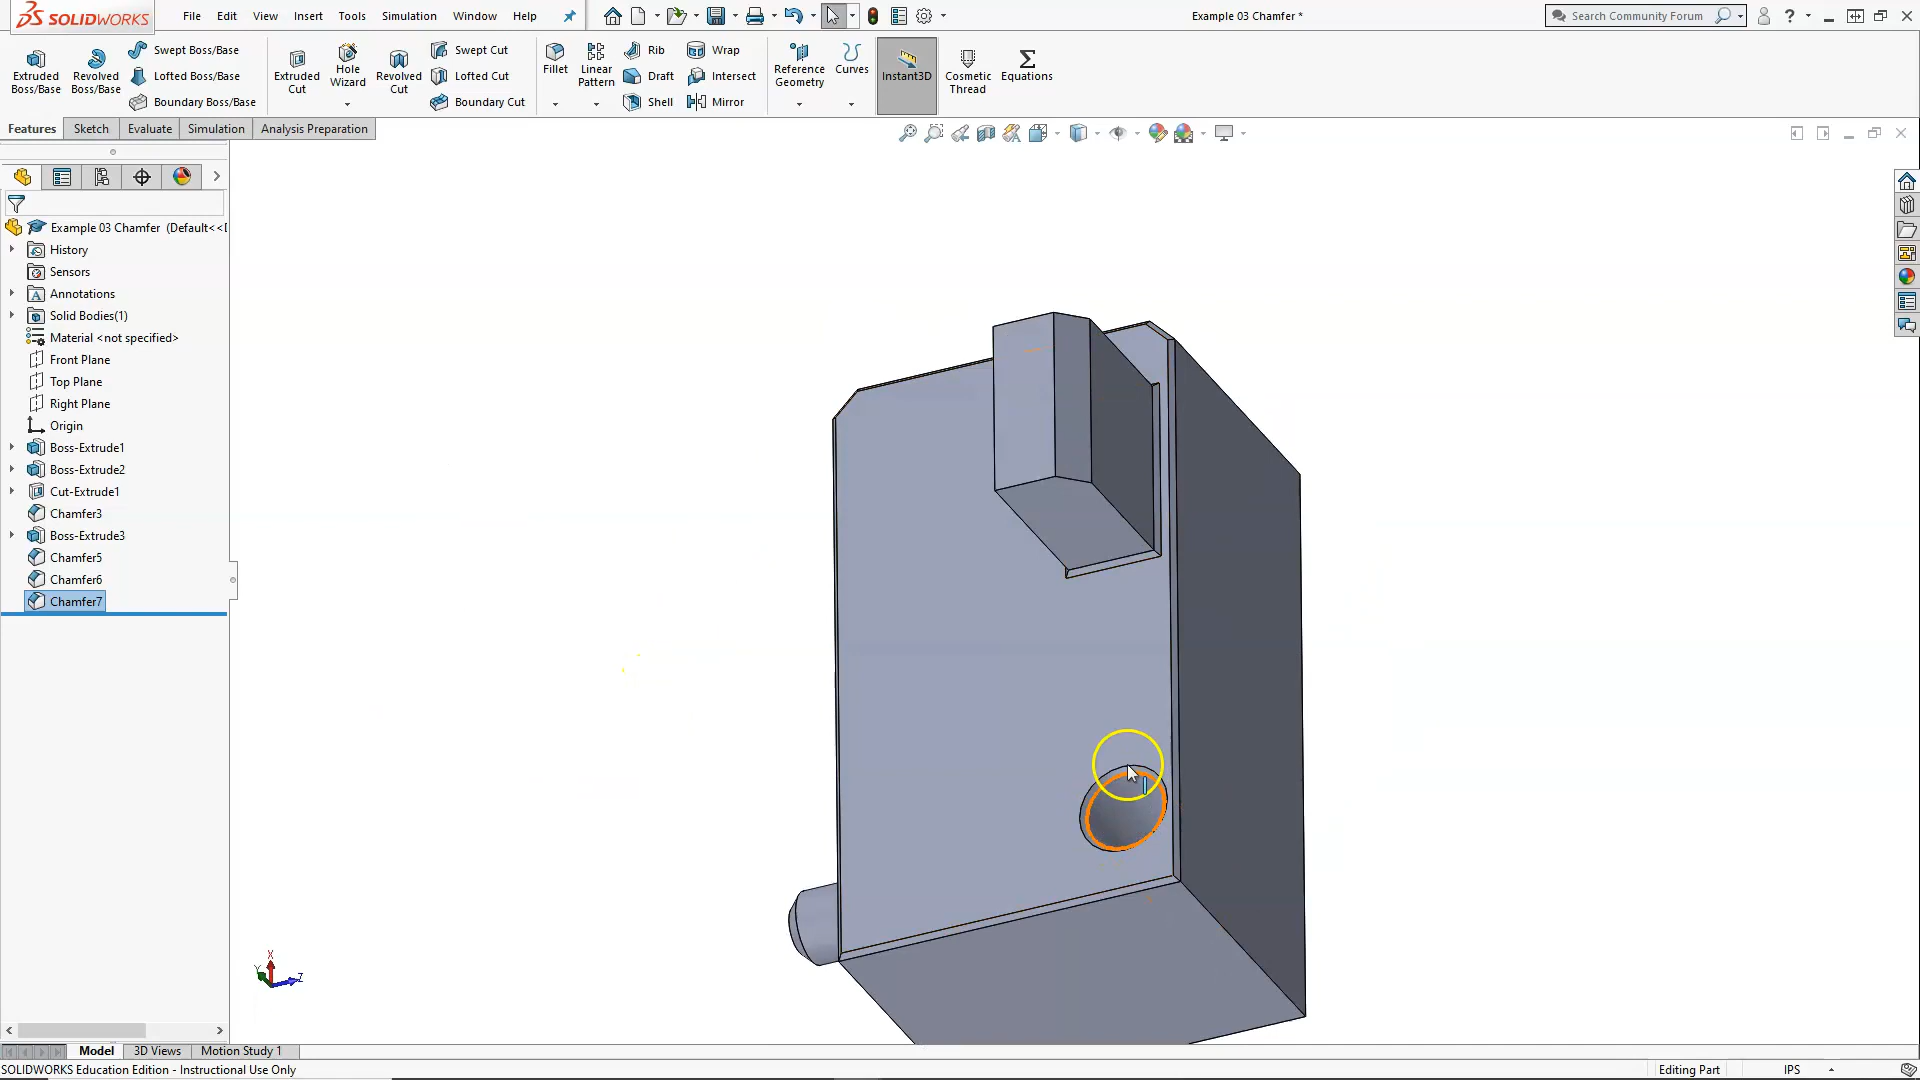 SOLIDWORKS
File
Edit
View
Insert
Tools
Simulation
Window
Help
Example 03 Chamfer *
Search Community Forum
Extruded
Boss/Base
Revolved
Boss/Base
Swept Boss/Base
Lofted Boss/Base
Boundary Boss/Base
Extruded
Cut
Hole
Wizard
Revolved
Cut
Swept Cut
Lofted Cut
Boundary Cut
Fillet
Linear
Pattern
Rib
Draft
Shell
Wrap
Intersect
Mirror
Reference
Geometry
Curves
Instant3D
Cosmetic
Thread
Equations
Features
Sketch
Evaluate
Simulation
Analysis Preparation
Example 03 Chamfer (Default<<D
History
Sensors
Annotations
Solid Bodies(1)
Material <not specified>
Front Plane
Top Plane
Right Plane
Origin
Boss-Extrude1
Boss-Extrude2
Cut-Extrude1
Chamfer3
Boss-Extrude3
Chamfer5
Chamfer6
Chamfer7
X
Y
Z
Model
3D Views
Motion Study 1
SOLIDWORKS Education Edition - Instructional Use Only
Editing Part
IPS